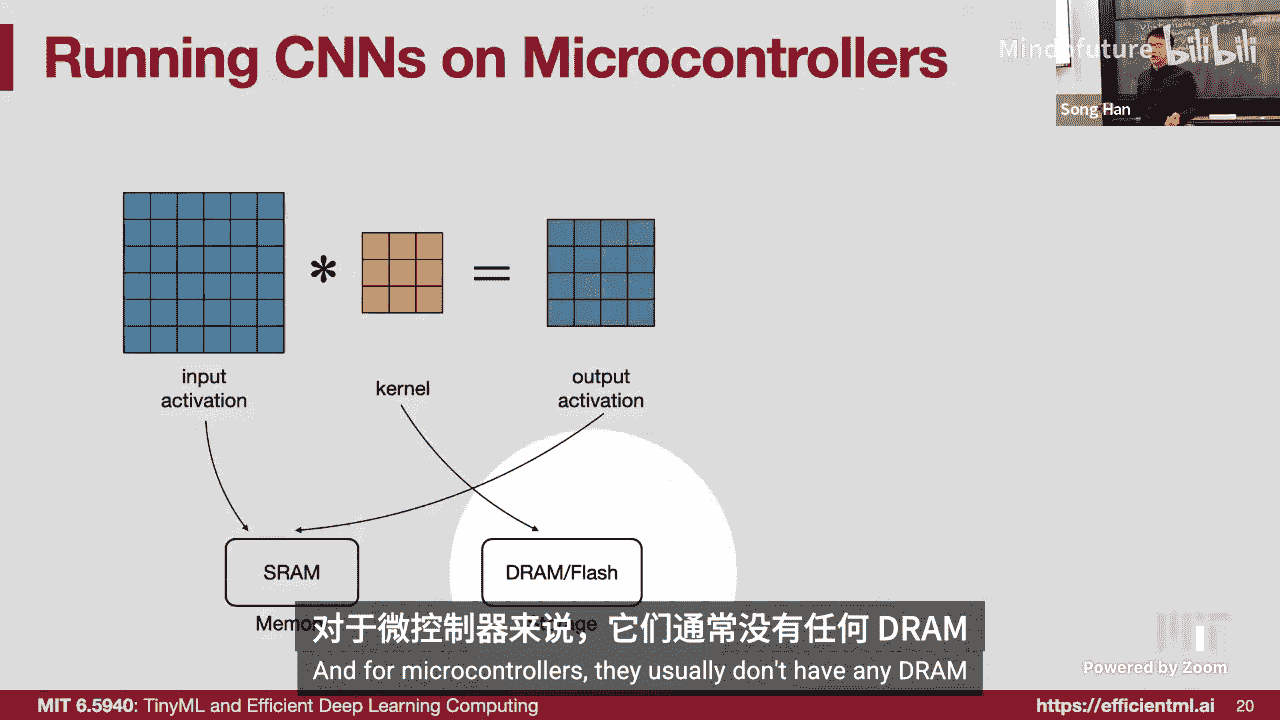 Running CNNs on Microcontrollers
Mindofuture bilibili
Song Han
*
=
input
activation
kernel
output
activation
SRAM
DRAM/Flash
对于微控制器来说，它们通常没有任何 DRAM
And for microcontrollers, they usually don't have any DRAM
Powered by Zoom
MIT 6.5940: TinyML and Efficient Deep Learning Computing
https://efficientml.ai 20